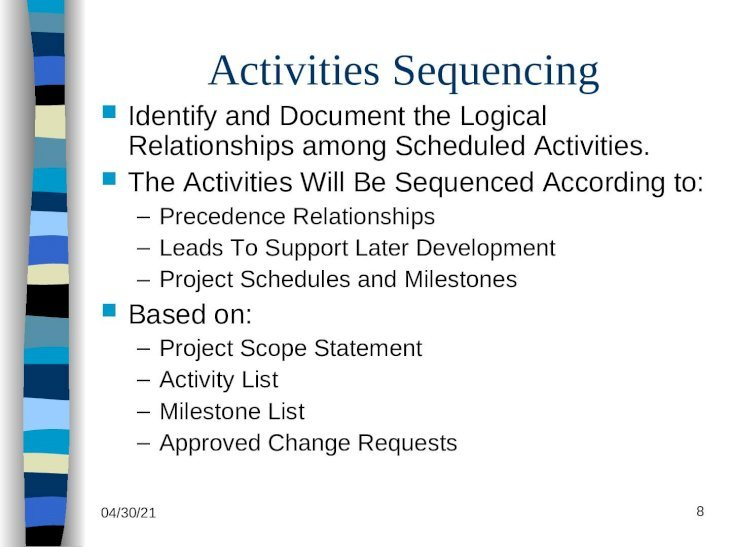 Activities Sequencing
Identify and Document the Logical
Relationships among Scheduled Activities.
The Activities Will Be Sequenced According to:
– Precedence Relationships
– Leads To Support Later Development
– Project Schedules and Milestones
Based on:
– Project Scope Statement
– Activity List
– Milestone List
– Approved Change Requests
04/30/21
8